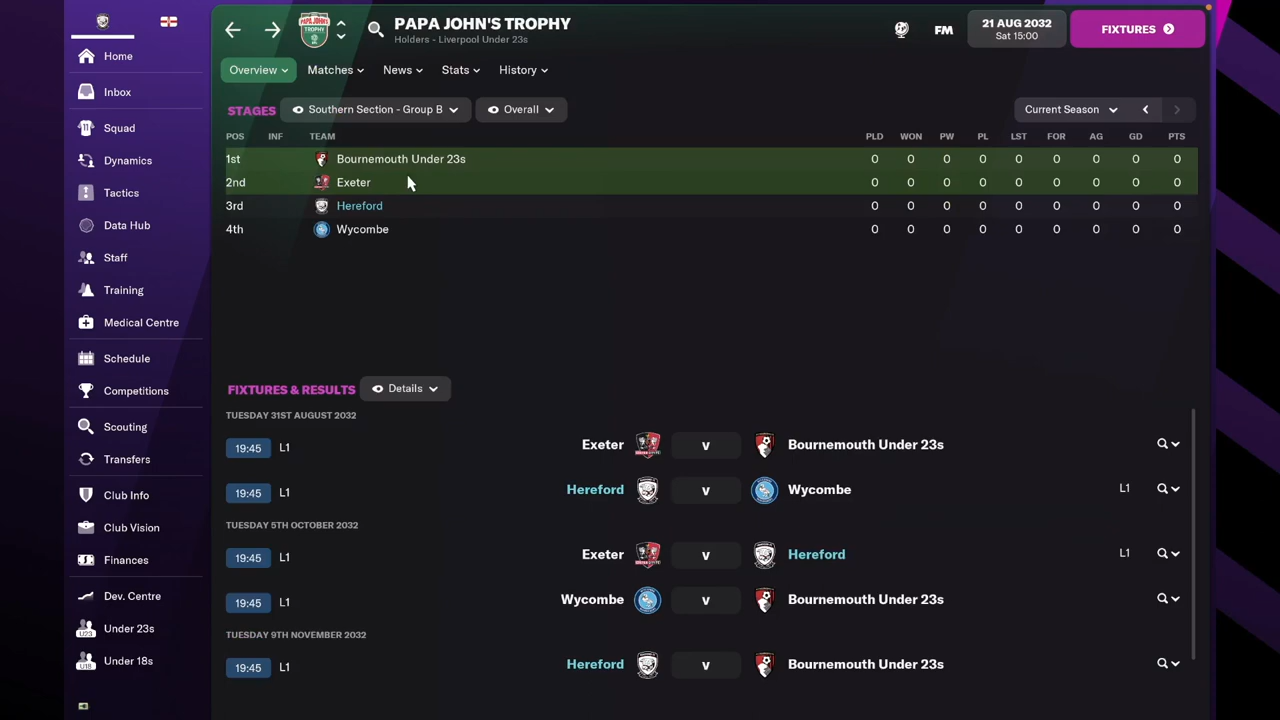 PAPA JOHN'S TROPHY
Holders - Liverpool Under 23s
FM
21 AUG 2032
Sat 15:00
FIXTURES
Home
Inbox
Squad
Dynamics
Tactics
Data Hub
Staff
Training
Medical Centre
Schedule
Competitions
Scouting
Transfers
Club Info
Club Vision
Finances
Dev. Centre
U23 Under 23s
U18 Under 18s
Overview Matches News Stats History
STAGES Southern Section - Group B Overall Current Season
POS INF TEAM PLD WON PW PL LST FOR AG GD PTS
1st Bournemouth Under 23s 0 0 0 0 0 0 0 0 0
2nd Exeter 0 0 0 0 0 0 0 0 0
3rd Hereford 0 0 0 0 0 0 0 0 0
4th Wycombe 0 0 0 0 0 0 0 0 0
FIXTURES & RESULTS Details
TUESDAY 31ST AUGUST 2032
19:45 L1 Exeter v Bournemouth Under 23s
19:45 L1 Hereford v Wycombe L1
TUESDAY 5TH OCTOBER 2032
19:45 L1 Exeter v Hereford L1
19:45 L1 Wycombe v Bournemouth Under 23s
TUESDAY 9TH NOVEMBER 2032
19:45 L1 Hereford v Bournemouth Under 23s